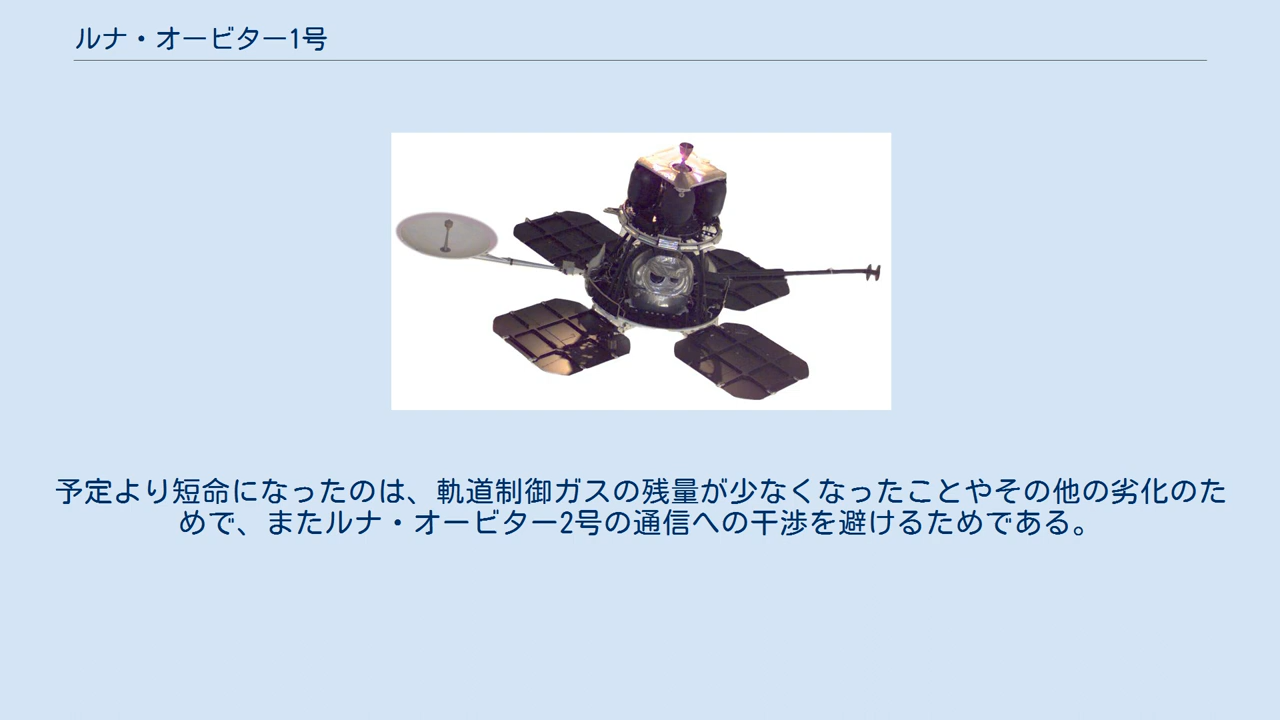 ルナ・オービター1号
予定より短命になったのは、軌道制御ガスの残量が少なくなったことやその他の劣化のた
めで、またルナ・オービター2号の通信への干渉を避けるためである。